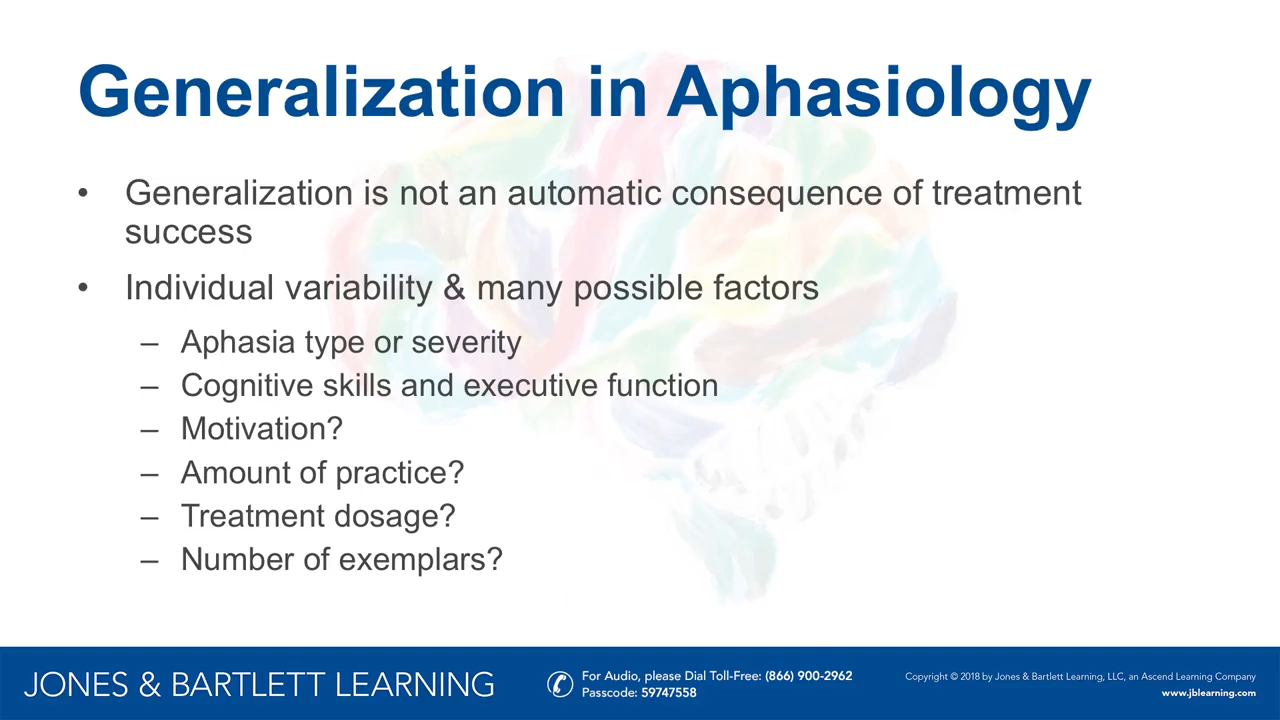 Generalization in Aphasiology
• Generalization is not an automatic consequence of treatment
success
• Individual variability & many possible factors
– Aphasia type or severity
– Cognitive skills and executive function
– Motivation?
– Amount of practice?
– Treatment dosage?
– Number of exemplars?
JONES & BARTLETT LEARNING
For Audio, please Dial Toll-Free: (866) 900-2962
Passcode: 59747558
Copyright © 2018 by Jones & Bartlett Learning, LLC, an Ascend Learning Company
www.jblearning.com